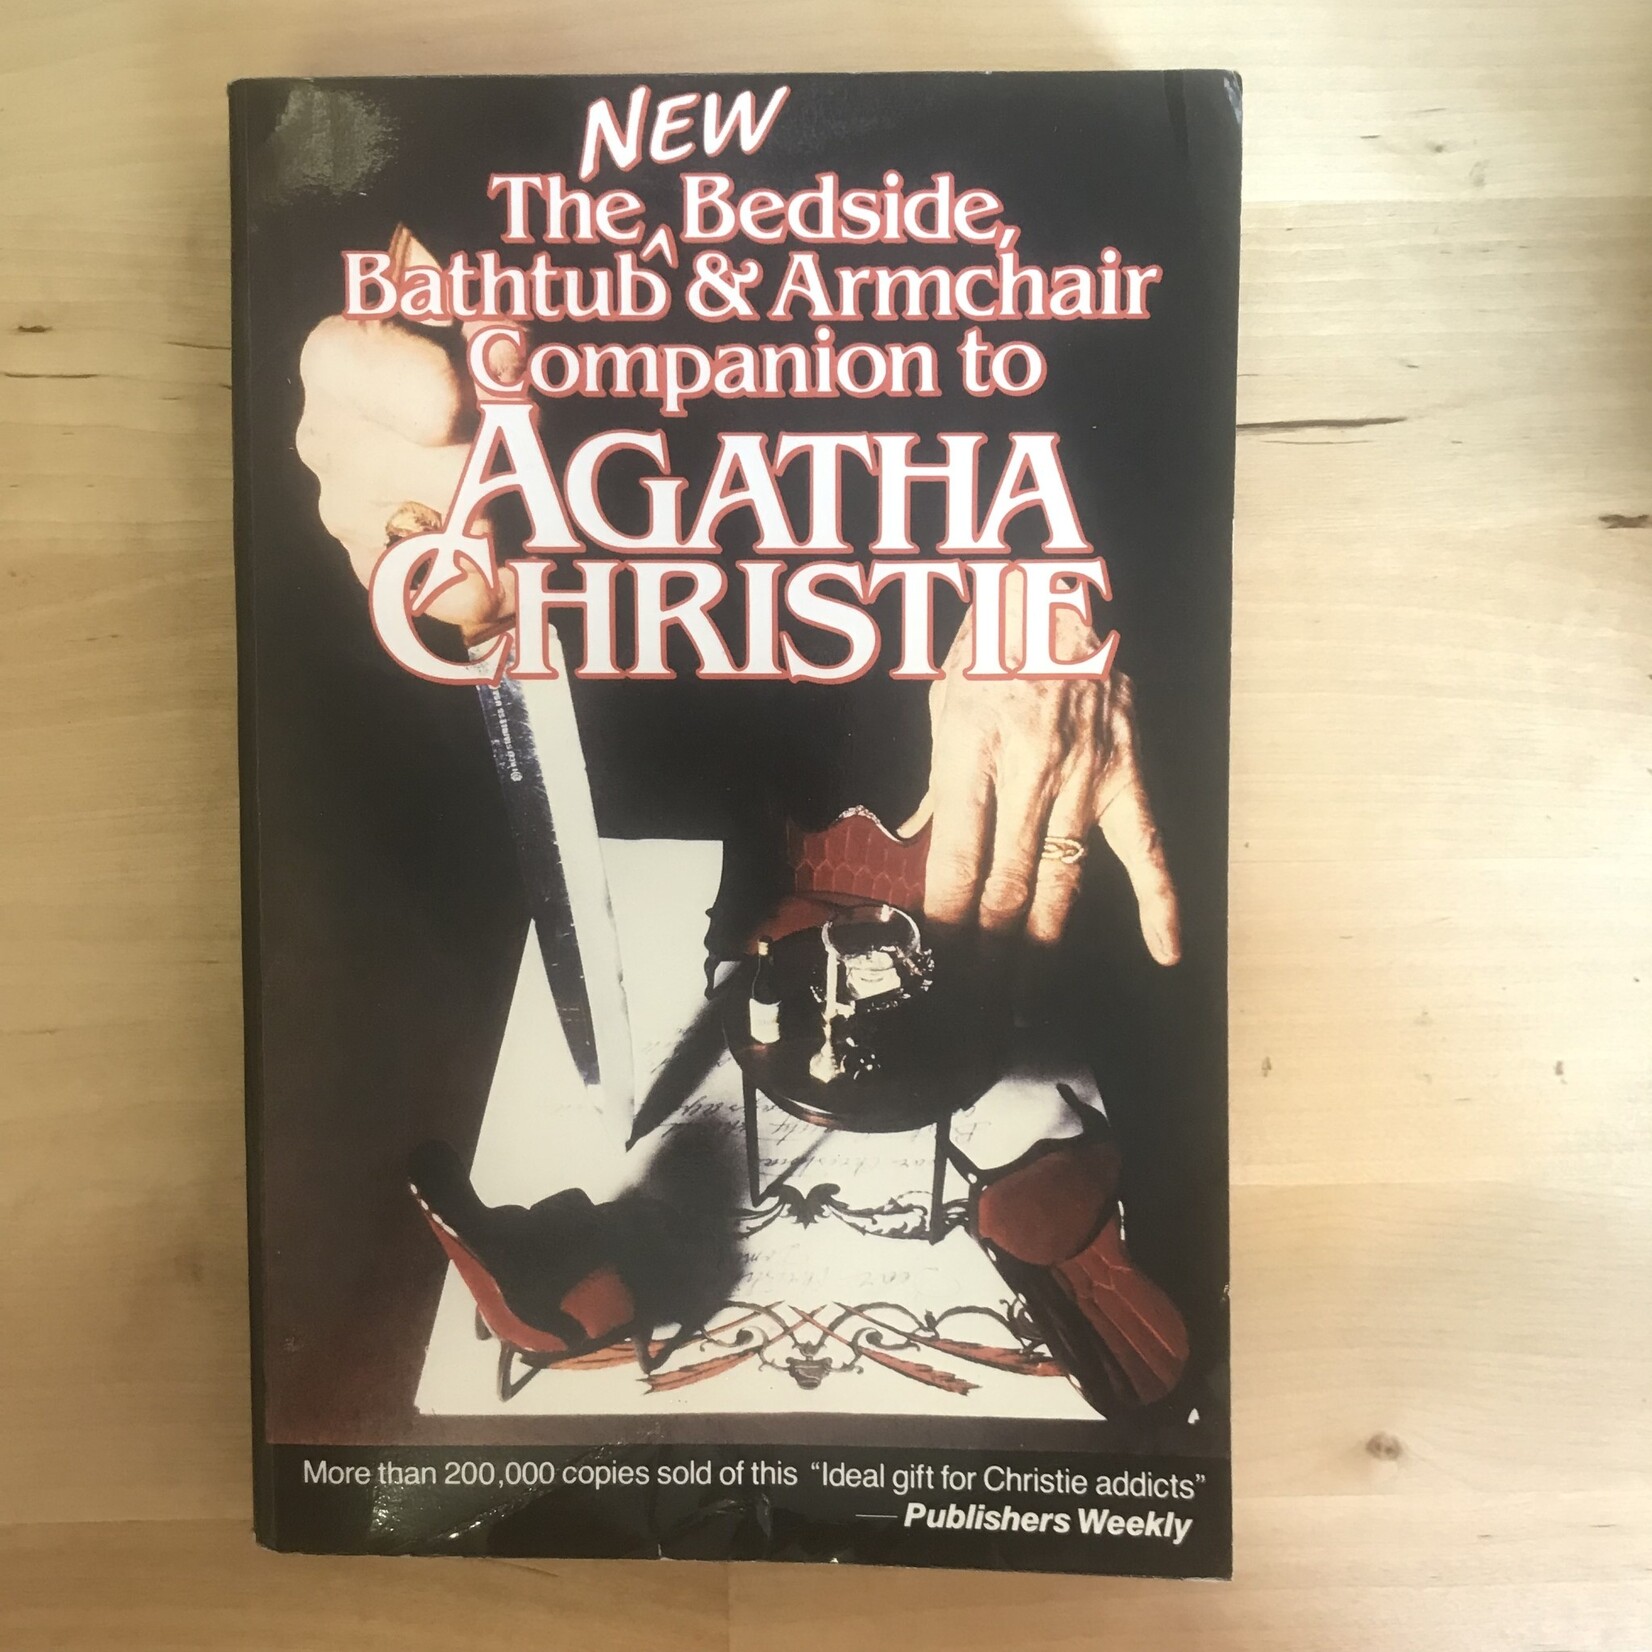 NEW
The ^ Bedside,
Bathtub & Armchair
Companion to
AGATHA
CHRISTIE
More than 200,000 copies sold of this “Ideal gift for Christie addicts”
— Publishers Weekly